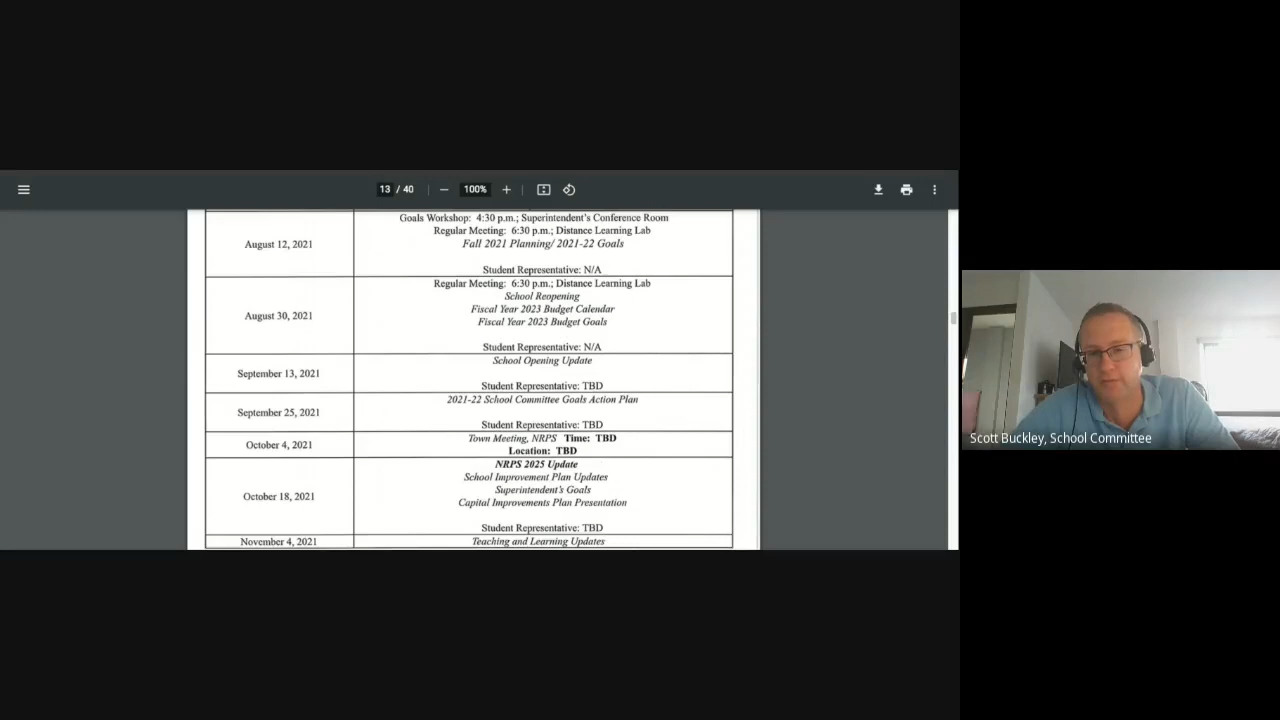 13 / 40
100%
Goals Workshop: 4:30 p.m.; Superintendent's Conference Room
August 12, 2021
Regular Meeting: 6:30 p.m.; Distance Learning Lab
Fall 2021 Planning/ 2021-22 Goals
Student Representative: N/A
August 30, 2021
Regular Meeting: 6:30 p.m.; Distance Learning Lab
School Reopening
Fiscal Year 2023 Budget Calendar
Fiscal Year 2023 Budget Goals
Student Representative: N/A
September 13, 2021
School Opening Update
Student Representative: TBD
September 25, 2021
2021-22 School Committee Goals Action Plan
Student Representative: TBD
October 4, 2021
Town Meeting, NRPS Time: TBD
Location: TBD
October 18, 2021
NRPS 2025 Update
School Improvement Plan Updates
Superintendent's Goals
Capital Improvements Plan Presentation
Student Representative: TBD
November 4, 2021
Teaching and Learning Updates
Scott Buckley, School Committee